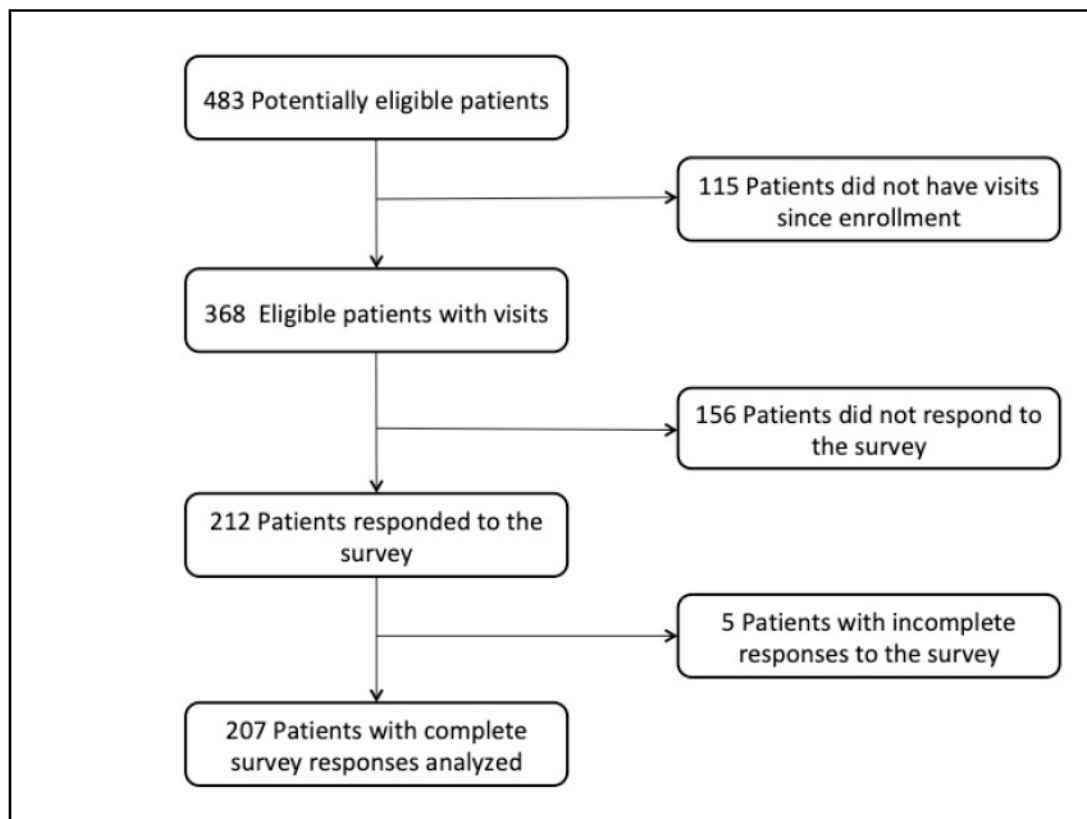 483 Potentially eligible patients
115 Patients did not have visits
since enrollment
368  Eligible patients with visits
156 Patients did not respond to
the survey
212 Patients responded to the
survey
5 Patients with incomplete
responses to the survey
207 Patients with complete
survey responses analyzed